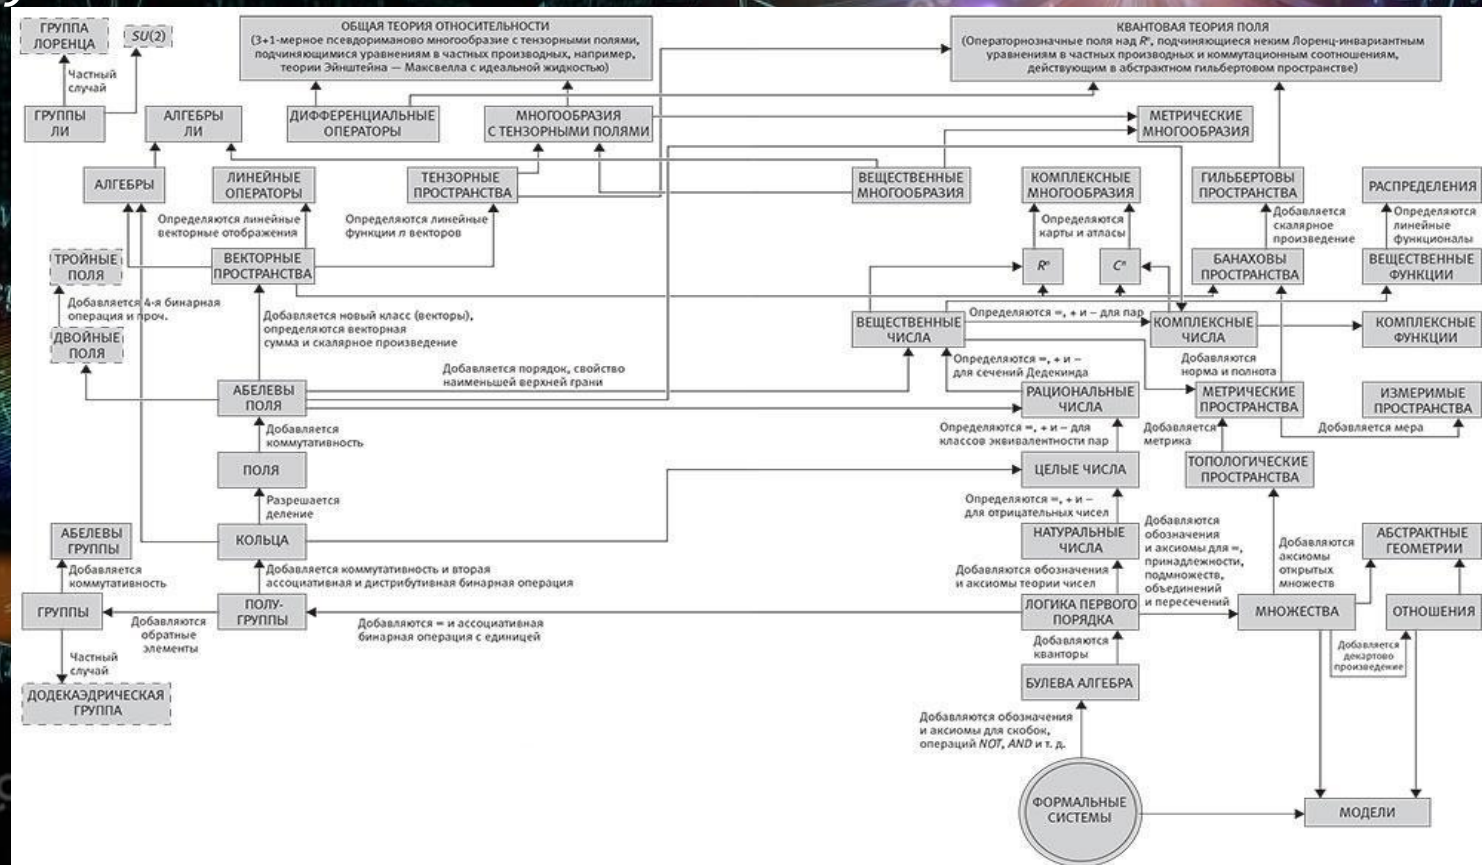 ГРУППА
ЛОРЕНЦА
SU(2)
ОБЩАЯ ТЕОРИЯ ОТНОСИТЕЛЬНОСТИ
(3+1-мерное псевдориманово многообразие с тензорными полями,
подчиняющимися уравнениям в частных производных, например,
теории Эйнштейна — Максвелла с идеальной жидкостью)
КВАНТОВАЯ ТЕОРИЯ ПОЛЯ
(Операторнозначные поля над Rⁿ, подчиняющиеся неким Лоренц-инвариантным
уравнениям в частных производных и коммутационным соотношениям,
действующим в абстрактном гильбертовом пространстве)
Частный
случай
ГРУППЫ
ЛИ
АЛГЕБРЫ
ЛИ
ДИФФЕРЕНЦИАЛЬНЫЕ
ОПЕРАТОРЫ
МНОГООБРАЗИЯ
С ТЕНЗОРНЫМИ ПОЛЯМИ
МЕТРИЧЕСКИЕ
МНОГООБРАЗИЯ
АЛГЕБРЫ
ЛИНЕЙНЫЕ
ОПЕРАТОРЫ
ТЕНЗОРНЫЕ
ПРОСТРАНСТВА
ВЕЩЕСТВЕННЫЕ
МНОГООБРАЗИЯ
КОМПЛЕКСНЫЕ
МНОГООБРАЗИЯ
ГИЛЬБЕРТОВЫ
ПРОСТРАНСТВА
РАСПРЕДЕЛЕНИЯ
Определяются линейные
векторные отображения
Определяются линейные
функции n векторов
Определяются
карты и атласы
Добавляется
скалярное
произведение
Определяются
линейные
функционалы
ТРОЙНЫЕ
ПОЛЯ
ВЕКТОРНЫЕ
ПРОСТРАНСТВА
Rⁿ
Cⁿ
БАНАХОВЫ
ПРОСТРАНСТВА
ВЕЩЕСТВЕННЫЕ
ФУНКЦИИ
Добавляется 4-я бинарная
операция и проч.
Добавляется новый класс (векторы),
определяются векторная
сумма и скалярное произведение
ДВОЙНЫЕ
ПОЛЯ
ВЕЩЕСТВЕННЫЕ
ЧИСЛА
Определяются =, + и − для пар
КОМПЛЕКСНЫЕ
ЧИСЛА
КОМПЛЕКСНЫЕ
ФУНКЦИИ
Добавляется порядок, свойство
наименьшей верхней грани
Определяются =, + и −
для сечений Дедекинда
Добавляются
норма и полнота
АБЕЛЕВЫ
ПОЛЯ
РАЦИОНАЛЬНЫЕ
ЧИСЛА
МЕТРИЧЕСКИЕ
ПРОСТРАНСТВА
ИЗМЕРИМЫЕ
ПРОСТРАНСТВА
Добавляется
коммутативность
Определяются =, + и − для
классов эквивалентности пар
Добавляется
метрика
Добавляется мера
ПОЛЯ
ЦЕЛЫЕ ЧИСЛА
ТОПОЛОГИЧЕСКИЕ
ПРОСТРАНСТВА
Разрешается
деление
Определяются =, + и −
для отрицательных чисел
АБЕЛЕВЫ
ГРУППЫ
КОЛЬЦА
НАТУРАЛЬНЫЕ
ЧИСЛА
Добавляются
обозначения
и аксиомы для =,
принадлежности,
подмножеств,
объединений
и пересечений
Добавляются
аксиомы
открытых
множеств
АБСТРАКТНЫЕ
ГЕОМЕТРИИ
Добавляется
коммутативность
Добавляется коммутативность и вторая
ассоциативная и дистрибутивная бинарная операция
Добавляются обозначения
и аксиомы теории чисел
ГРУППЫ
ПОЛУ-
ГРУППЫ
ЛОГИКА ПЕРВОГО
ПОРЯДКА
МНОЖЕСТВА
ОТНОШЕНИЯ
Добавляются
обратные
элементы
Добавляются = и ассоциативная
бинарная операция с единицей
Добавляются
кванторы
Добавляется
декартово
произведение
Частный
случай
ДОДЕКАЭДРИЧЕСКАЯ
ГРУППА
БУЛЕВА АЛГЕБРА
Добавляются обозначения
и аксиомы для скобок,
операций NOT, AND и т. д.
ФОРМАЛЬНЫЕ
СИСТЕМЫ
МОДЕЛИ